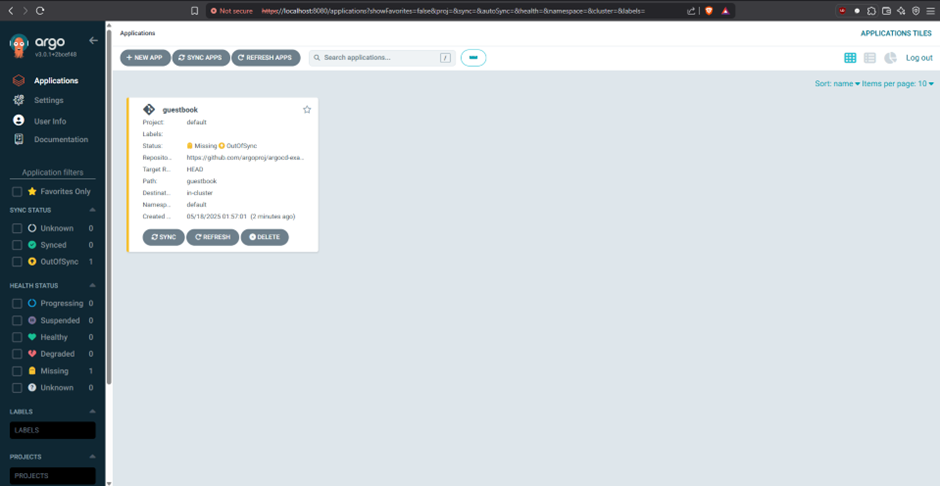 Not secure https://localhost:8080/applications?showFavorites=false&proj=&sync=&autoSync=&health=&namespace=&cluster=&labels=
argo
v3.0.1+2bcef48
Applications
Settings
User Info
Documentation
Application filters
Favorites Only
SYNC STATUS
Unknown 0
Synced 0
OutOfSync 1
HEALTH STATUS
Progressing 0
Suspended 0
Healthy 0
Degraded 0
Missing 1
Unknown 0
LABELS
LABELS
PROJECTS
PROJECTS
Applications
APPLICATIONS TILES
+ NEW APP SYNC APPS REFRESH APPS Search applications... / Log out
Sort: name Items per page: 10
guestbook
Project: default
Labels:
Status: Missing OutOfSync
Reposito... https://github.com/argoproj/argocd-exa...
Target R... HEAD
Path: guestbook
Destinat... in-cluster
Namesp... default
Created ... 05/18/2025 01:57:01 (2 minutes ago)
SYNC REFRESH DELETE